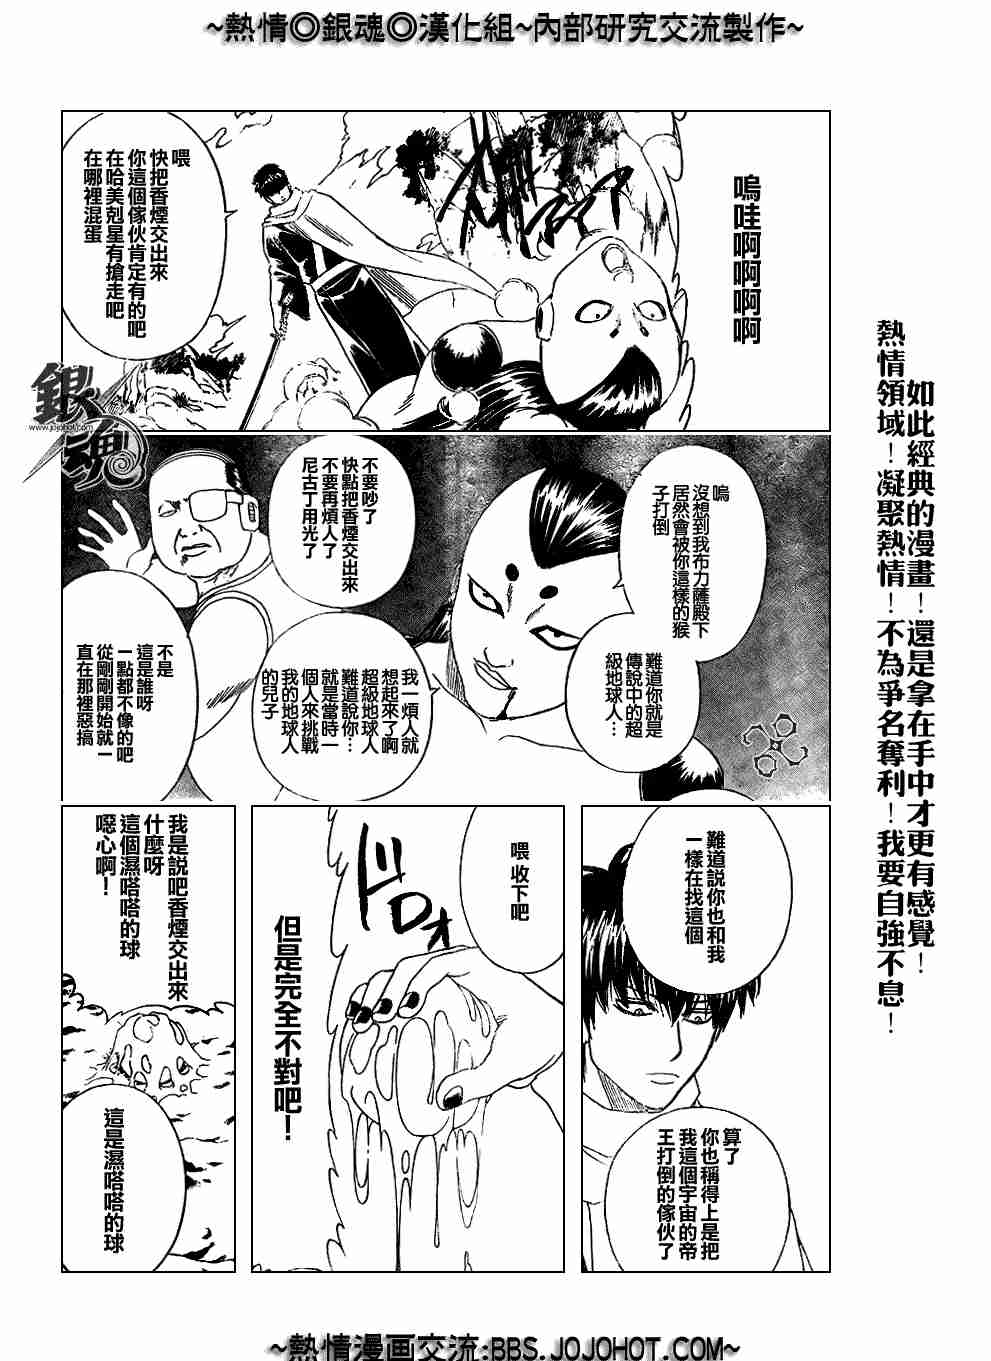 ~熱情◎銀魂◎漢化組~內部研究交流製作~
嗚哇啊啊啊啊
喂
快把香煙交出來
你這個傢伙肯定有的吧
在哈美剋星有搶走吧
在哪裡混蛋
銀魂
www.jojohot.com
嗚
沒想到我布力薩殿下
居然會被你這樣的猴
子打倒
難道你就是
傳說中的超
級地球人…
不要吵了
快點把香煙交出來
不要再煩人了
尼古丁用光了
我一煩人就
想起來了啊
超級地球人
難道說你…
就是當時一
個人來挑戰
我的地球人
的兒子
不是
這是誰呀
一點都不像的吧
從剛剛開始就一
直在那裡惡搞
難道說你也和我
一樣在找這個
算了
你也稱得上是把
我這個宇宙的帝
王打倒的傢伙了
喂 收下吧
ドロォ
但是完全不對吧！
我是説吧香煙交出來
什麼呀
這個濕嗒嗒的球
噁心啊！
這是濕嗒嗒的球
如此經典的漫畫！還是拿在手中才更有感覺！
熱情領域！凝聚熱情！不為爭名奪利！我要自強不息！
~熱情漫画交流:BBS.JOJOHOT.COM~